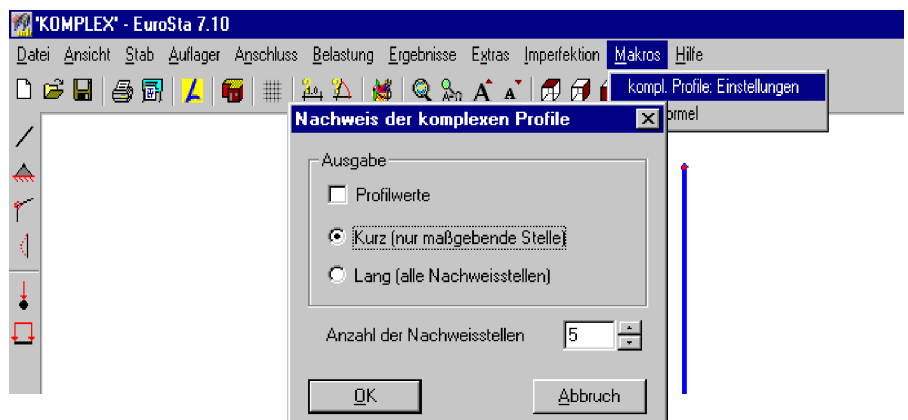 'KOMPLEX' - EuroSta 7.10
Datei Ansicht Stab Auflager Anschluss Belastung Ergebnisse Extras Imperfektion Makros Hilfe
kompl. Profile: Einstellungen
ormel
Nachweis der komplexen Profile
Ausgabe
Profilwerte
Kurz (nur maßgebende Stelle)
Lang (alle Nachweisstellen)
Anzahl der Nachweisstellen 5
OK Abbruch